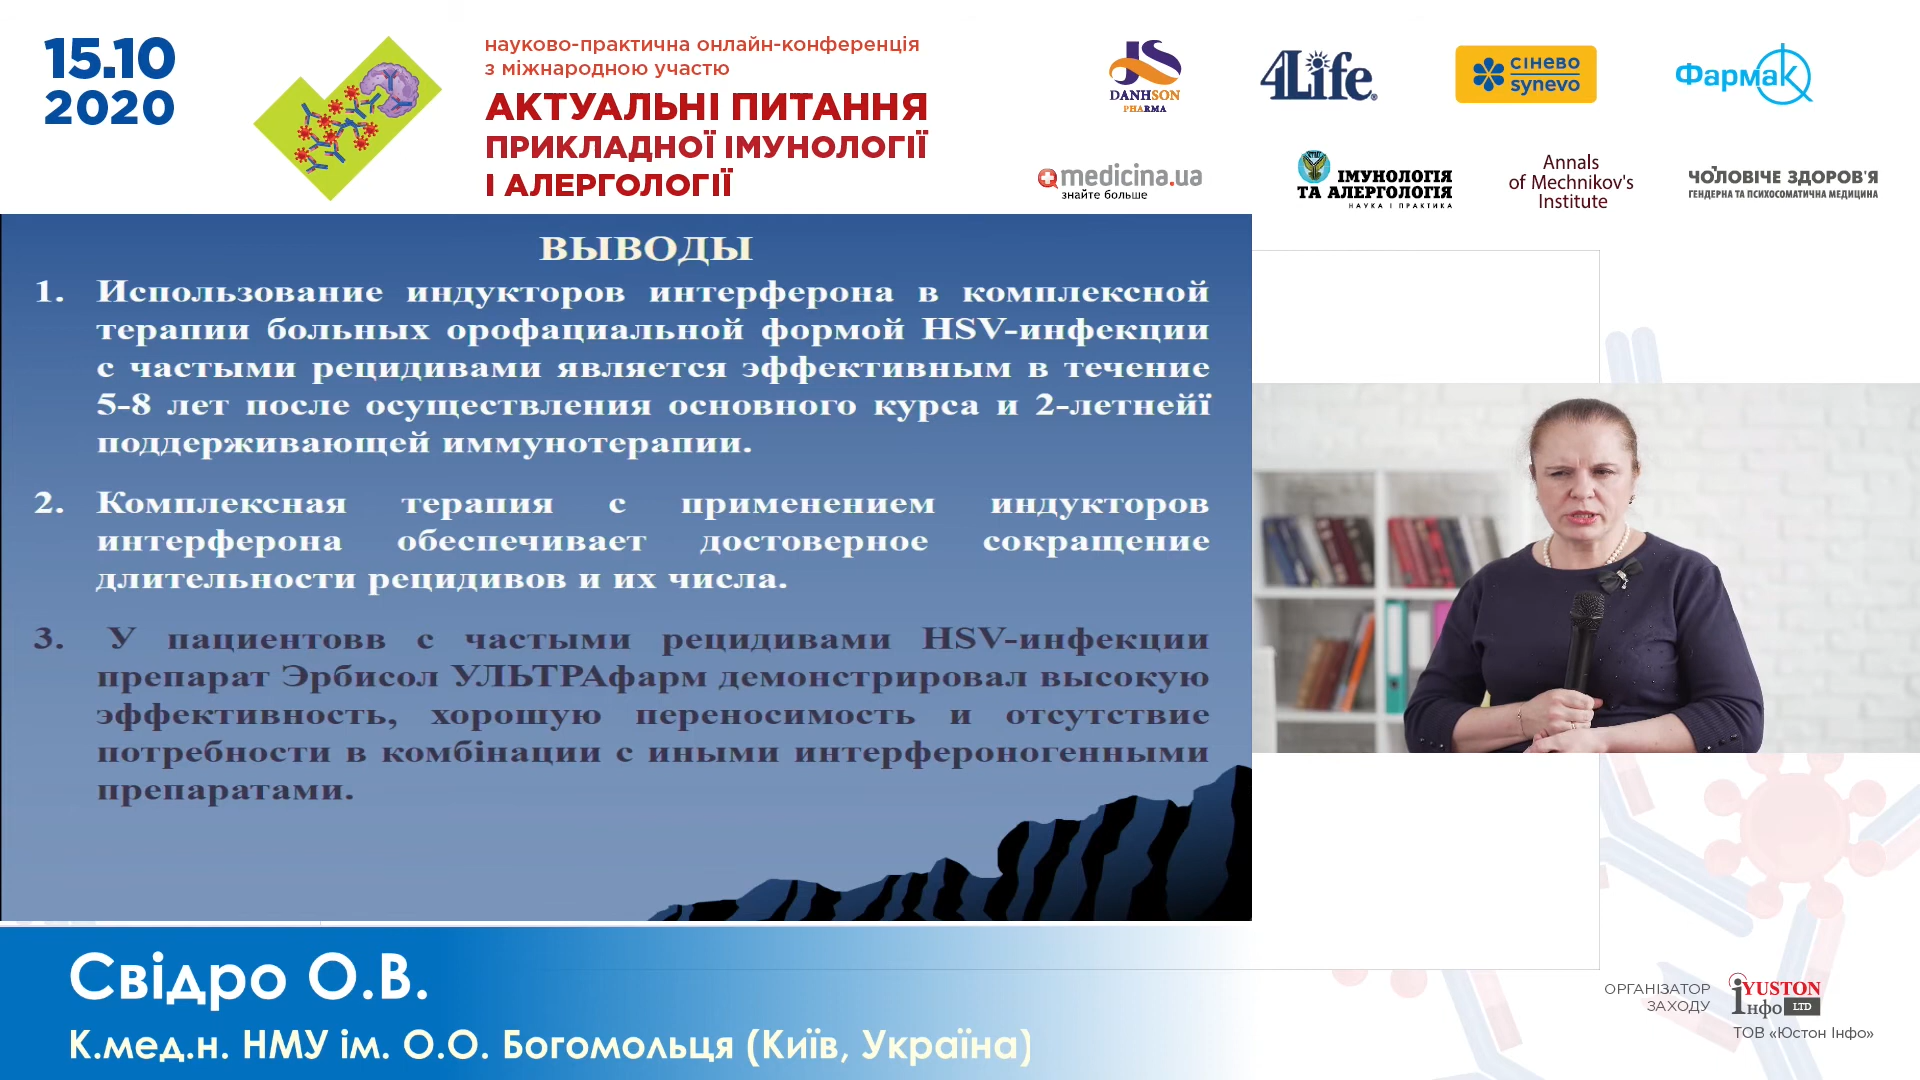 15.10
2020
науково-практична онлайн-конференція
з міжнародною участю
АКТУАЛЬНІ ПИТАННЯ
ПРИКЛАДНОЇ ІМУНОЛОГІЇ
І АЛЕРГОЛОГІЇ
DANHSON
PHARMA
4Life
сінево
synevo
Фармак
medicina.ua
знайте больше
ІМУНОЛОГІЯ
ТА АЛЕРГОЛОГІЯ
НАУКА І ПРАКТИКА
Annals
of Mechnikov's
Institute
ЧОЛОВІЧЕ ЗДОРОВ'Я
ГЕНДЕРНА ТА ПСИХОСОМАТИЧНА МЕДИЦИНА
ВЫВОДЫ
1. Использование индукторов интерферона в комплексной
терапии больных орофациальной формой HSV-инфекции
с частыми рецидивами является эффективным в течение
5-8 лет после осуществления основного курса и 2-летнейї
поддерживающей иммунотерапии.
2. Комплексная терапия с применением индукторов
интерферона обеспечивает достоверное сокращение
длительности рецидивов и их числа.
3. У пациентовв с частыми рецидивами HSV-инфекции
препарат Эрбисол УЛЬТРАфарм демонстрировал высокую
эффективность, хорошую переносимость и отсутствие
потребности в комбінации с иными интерфероногенными
препаратами.
Свідро О.В.
К.мед.н. НМУ ім. О.О. Богомольця (Київ, Україна)
ОРГАНІЗАТОР
ЗАХОДУ
YUSTON
Інфо LTD
ТОВ «Юстон Інфо»